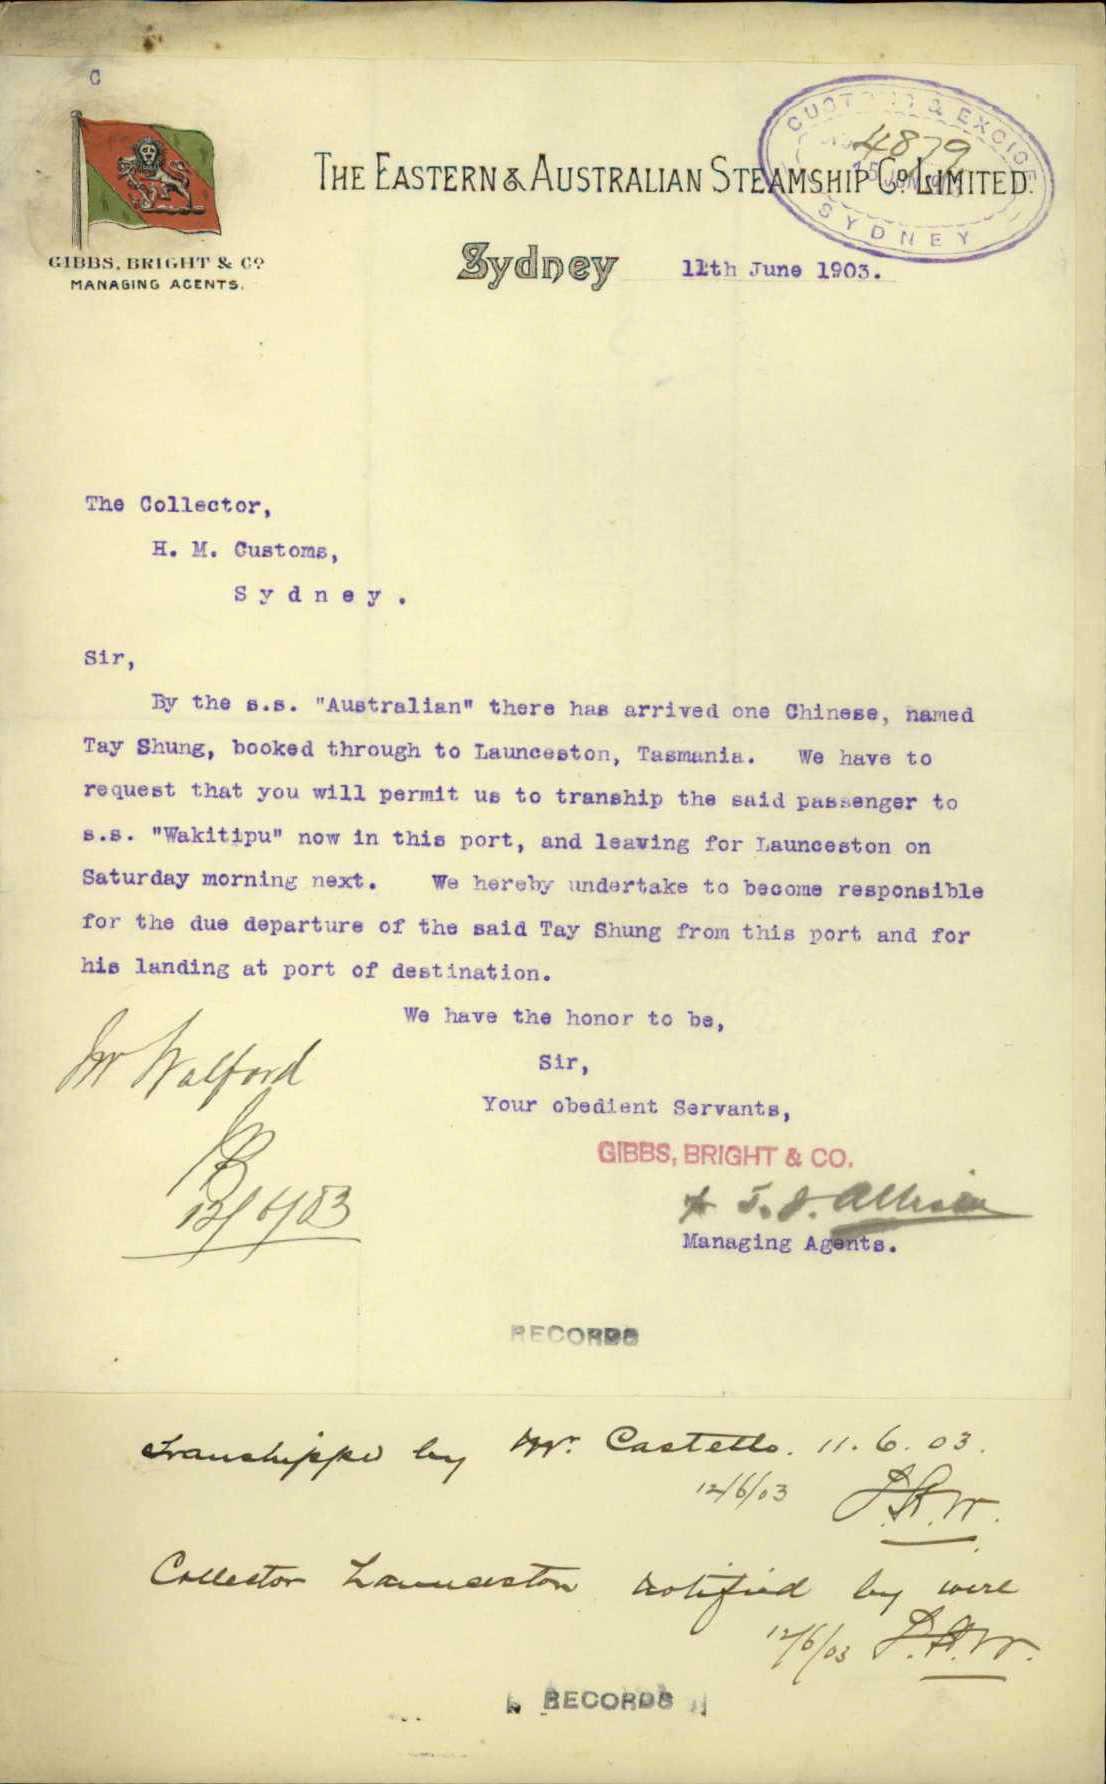 C
CUSTOMS & EXCISE
4879
15 JUN
SYDNEY
THE EASTERN & AUSTRALIAN STEAMSHIP Co. LIMITED.
GIBBS, BRIGHT & Co.
MANAGING AGENTS.
Sydney 11th June 1903.
The Collector,
H. M. Customs,
Sydney.
Sir,
By the s.s. "Australian" there has arrived one Chinese, named
Tay Shung, booked through to Launceston, Tasmania. We have to
request that you will permit us to tranship the said passenger to
s.s. "Wakitipu" now in this port, and leaving for Launceston on
Saturday morning next. We hereby undertake to become responsible
for the due departure of the said Tay Shung from this port and for
his landing at port of destination.
We have the honor to be,
Sir,
Your obedient Servants,
GIBBS, BRIGHT & CO.
J. J. Allison
Managing Agents.
Mr Walford
12/6/03
RECORDS
Transhipped by Mr. Castello. 11.6.03.
12/6/03
Collector Launceston notified by wire
12/6/03
RECORDS